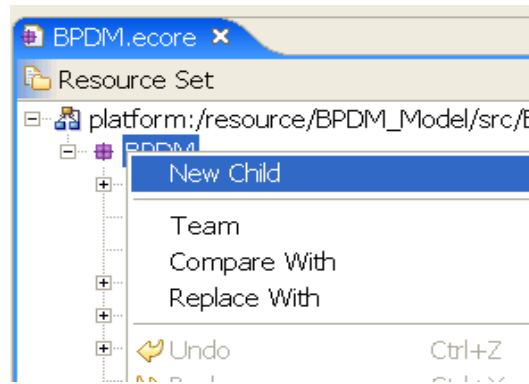 BPDM.ecore
Resource Set
platform:/resource/BPDM_Model/src/
BPDM
New Child
Team
Compare With
Replace With
Undo Ctrl+Z